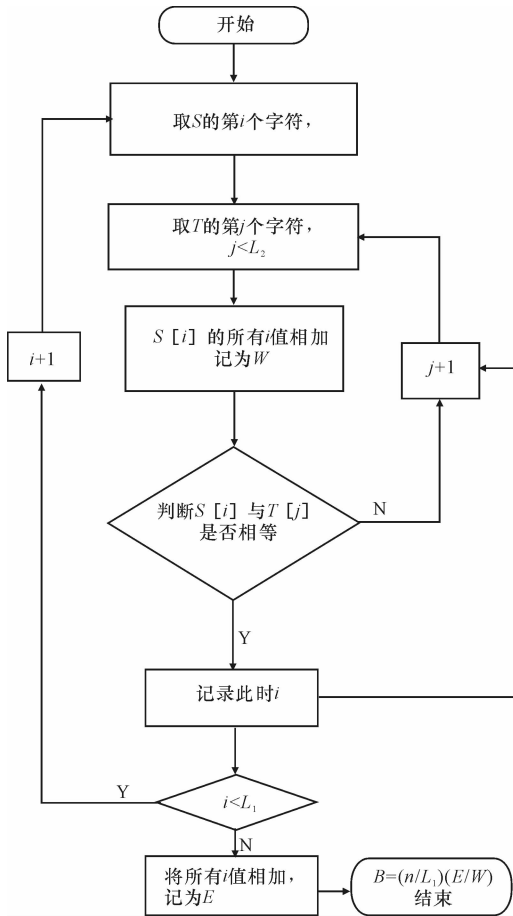 开始
取S的第i个字符，
取T的第j个字符，
j<L₂
S［i］的所有i值相加
记为W
i+1
j+1
判断S［i］与T［j］
是否相等
N
Y
记录此时i
Y
i<L₁
N
将所有i值相加，
记为E
B=(n/L₁)(E/W)
结束